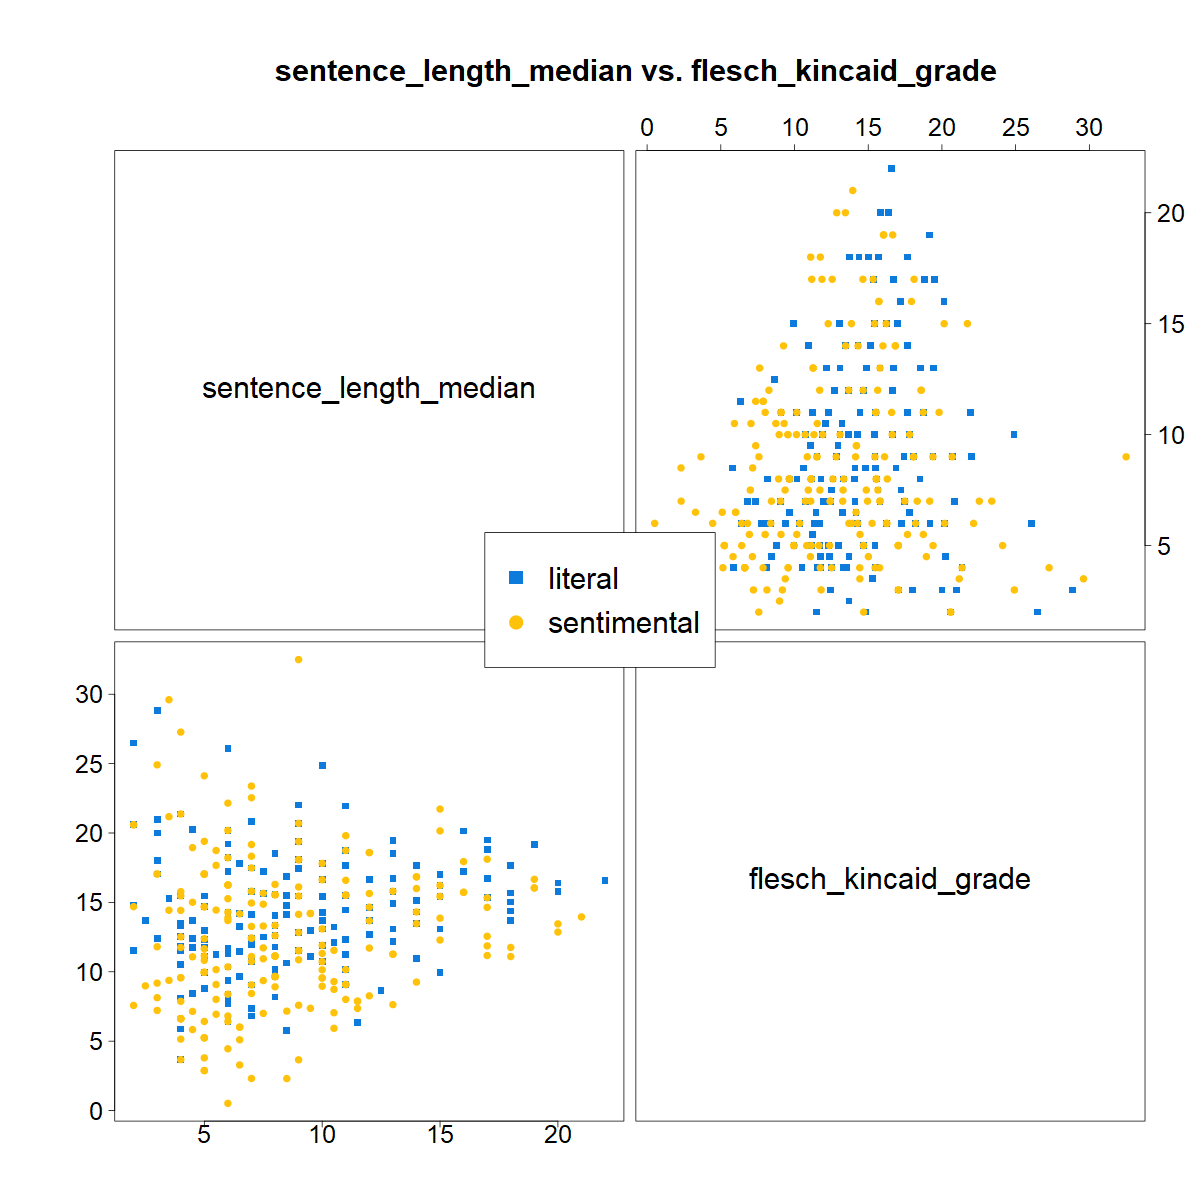 sentence_length_median vs. flesch_kincaid_grade
0 5 10 15 20 25 30
sentence_length_median
20
15
10
5
literal
sentimental
30
25
20
15
10
5
0
flesch_kincaid_grade
5 10 15 20